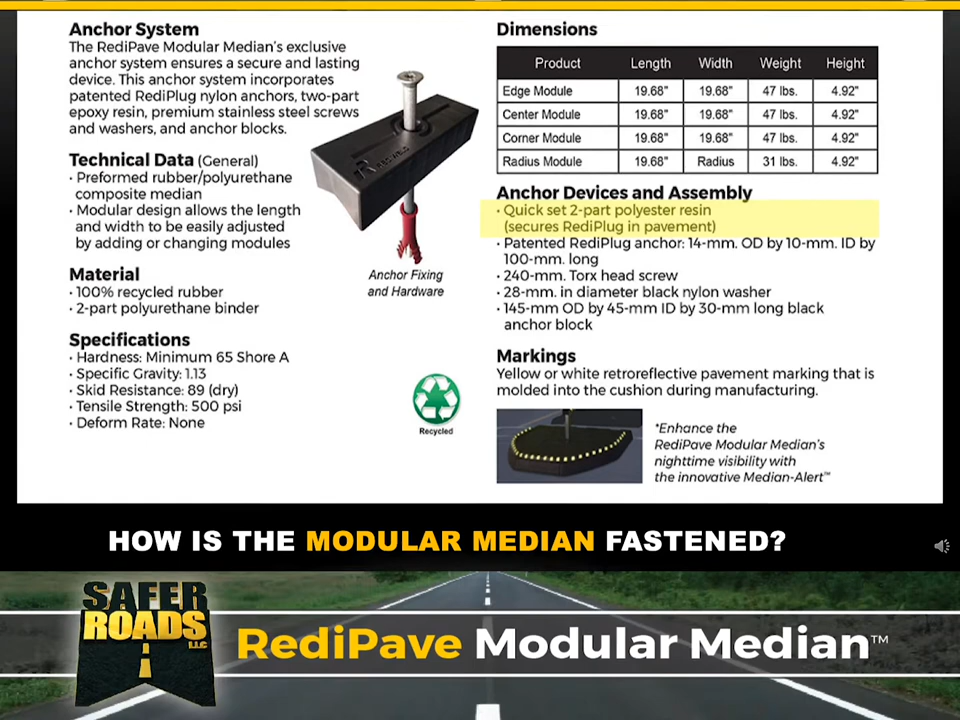 Anchor System
The RediPave Modular Median's exclusive
anchor system ensures a secure and lasting
device. This anchor system incorporates
patented RediPlug nylon anchors, two-part
epoxy resin, premium stainless steel screws
and washers, and anchor blocks.
Technical Data (General)
· Preformed rubber/polyurethane
composite median
· Modular design allows the length
and width to be easily adjusted
by adding or changing modules
Material
· 100% recycled rubber
· 2-part polyurethane binder
Specifications
· Hardness: Minimum 65 Shore A
· Specific Gravity: 1.13
· Skid Resistance: 89 (dry)
· Tensile Strength: 500 psi
· Deform Rate: None
Anchor Fixing
and Hardware
Recycled
Dimensions
Product Length Width Weight Height
Edge Module 19.68" 19.68" 47 lbs. 4.92"
Center Module 19.68" 19.68" 47 lbs. 4.92"
Corner Module 19.68" 19.68" 47 lbs. 4.92"
Radius Module 19.68" Radius 31 lbs. 4.92"
Anchor Devices and Assembly
· Quick set 2-part polyester resin
(secures RediPlug in pavement)
· Patented RediPlug anchor: 14-mm. OD by 10-mm. ID by
100-mm. long
· 240-mm. Torx head screw
· 28-mm. in diameter black nylon washer
· 145-mm OD by 45-mm ID by 30-mm long black
anchor block
Markings
Yellow or white retroreflective pavement marking that is
molded into the cushion during manufacturing.
*Enhance the
RediPave Modular Median's
nighttime visibility with
the innovative Median-Alert™
HOW IS THE MODULAR MEDIAN FASTENED?
SAFER
ROADS
LLC
RediPave Modular Median™